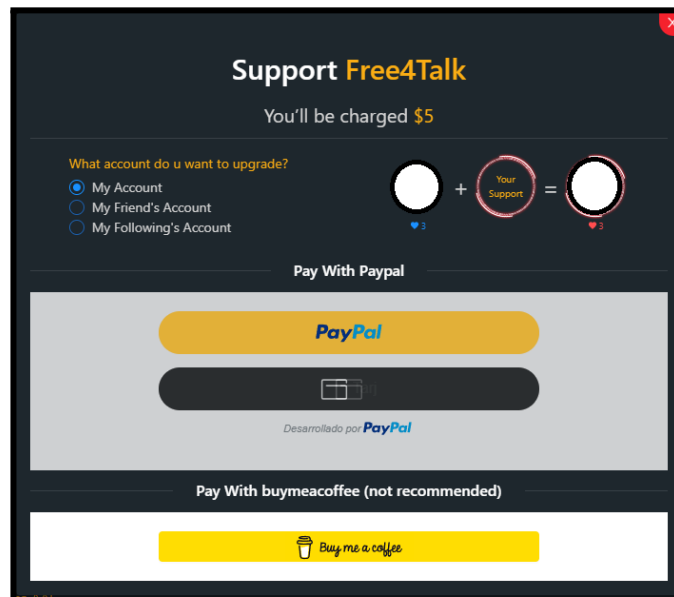 X
Support Free4Talk
You'll be charged $5
What account do u want to upgrade?
My Account
My Friend's Account
My Following's Account
Your
Support
+
=
3
3
Pay With Paypal
PayPal
Desarrollado por PayPal
Pay With buymeacoffee (not recommended)
Buy me a coffee